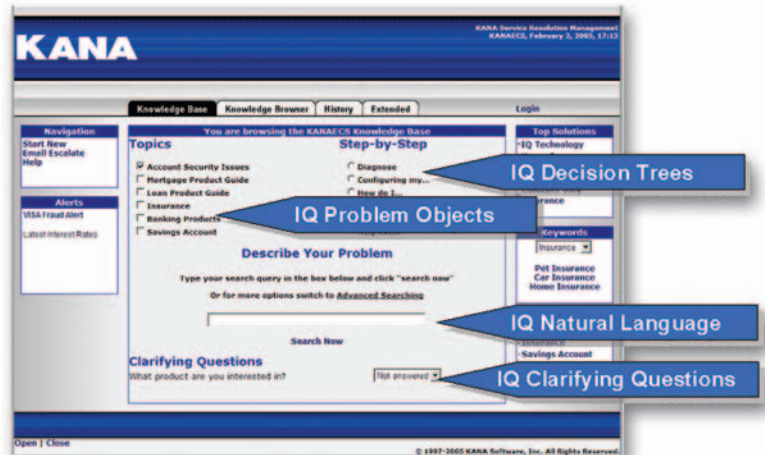 KANA Service Resolution Management
KANAECS, February 2, 2005, 17:13
KANA
Knowledge Base
Knowledge Browser
History
Extended
Login
Navigation
Start New
Email Escalate
Help
Alerts
VISA Fraud Alert
Latest Interest Rates
You are browsing the KANAECS Knowledge Base
Topics
Account Security Issues
Mortgage Product Guide
Loan Product Guide
Insurance
Banking Products
Savings Account
Step-by-Step
Diagnose
Configuring my...
How do I...
IQ Decision Trees
IQ Problem Objects
Describe Your Problem
Type your search query in the box below and click "search now"
Or for more options switch to Advanced Searching
Search Now
IQ Natural Language
Clarifying Questions
What product are you interested in?
Not answered
IQ Clarifying Questions
Top Solutions
IQ Technology
Keywords
Insurance
Pet Insurance
Car Insurance
Home Insurance
Insurance
Savings Account
Open | Close
© 1997-2005 KANA Software, Inc. All Rights Reserved.